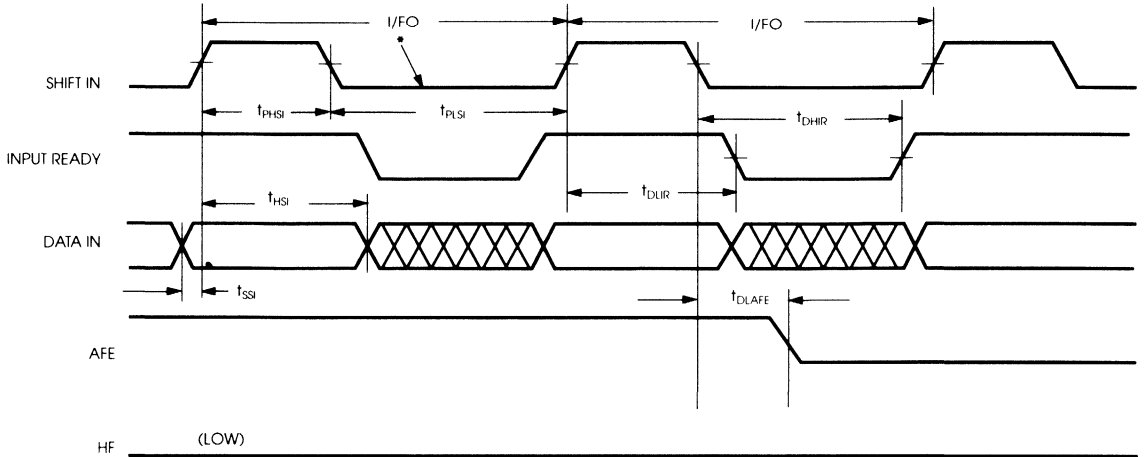 I/FO
I/FO
*
SHIFT IN
tPHSI
tPLSI
tDHIR
INPUT READY
tHSI
tDLIR
DATA IN
tSSI
tDLAFE
AFE
(LOW)
HF